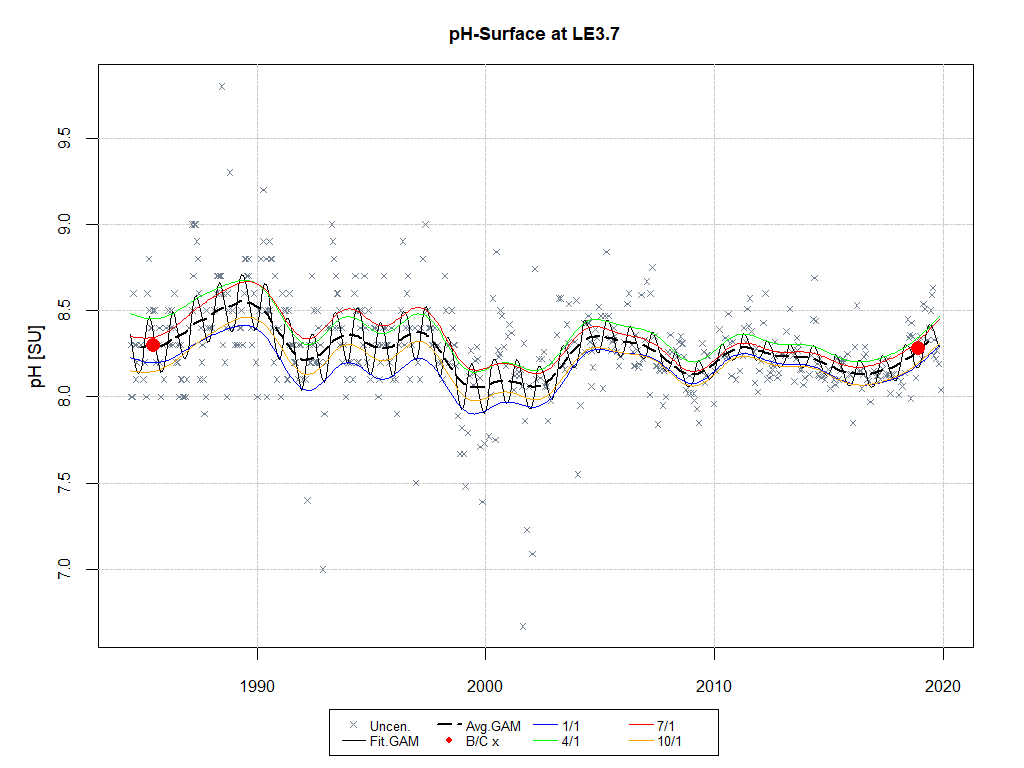 pH-Surface at LE3.7
pH [SU]
9.5
9.0
8.5
8.0
7.5
7.0
1990 2000 2010 2020
Uncen. Avg.GAM 1/1 7/1
Fit.GAM B/C x 4/1 10/1